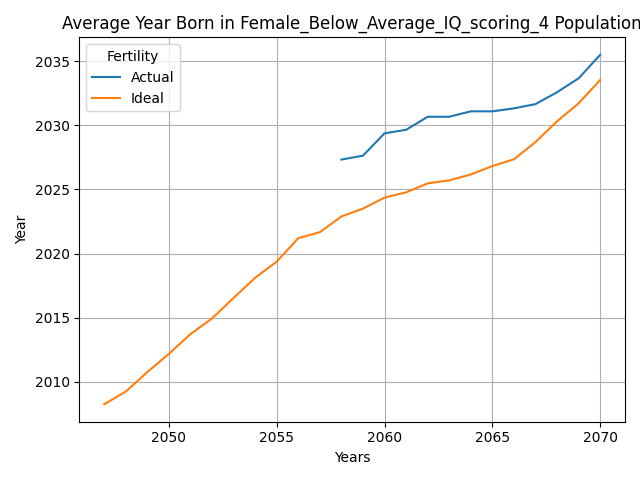 Average Year Born in Female_Below_Average_IQ_scoring_4 Population
Fertility
Actual
Ideal
Year
2035
2030
2025
2020
2015
2010
2050 2055 2060 2065 2070
Years